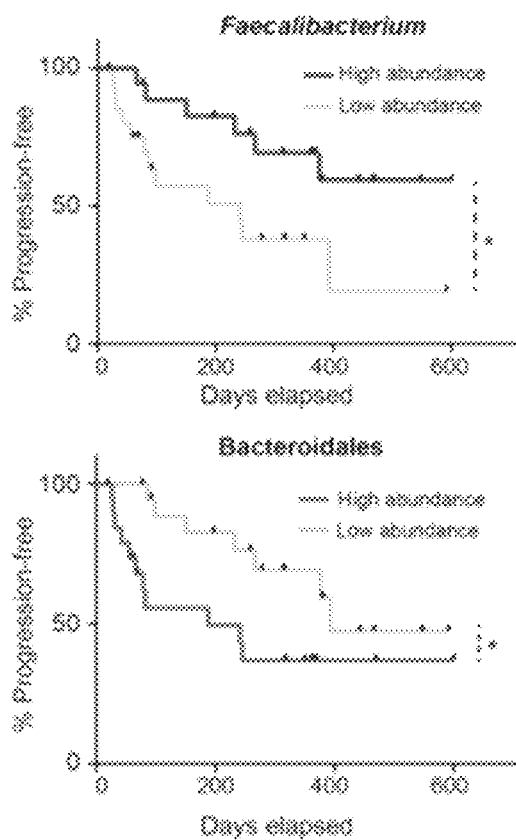 Faecalibacterium
High abundance
Low abundance
% Progression-free
100
50
0
0 200 400 600
*
Days elapsed
Bacteroidales
High abundance
Low abundance
% Progression-free
100
50
0
0 200 400 600
*
Days elapsed